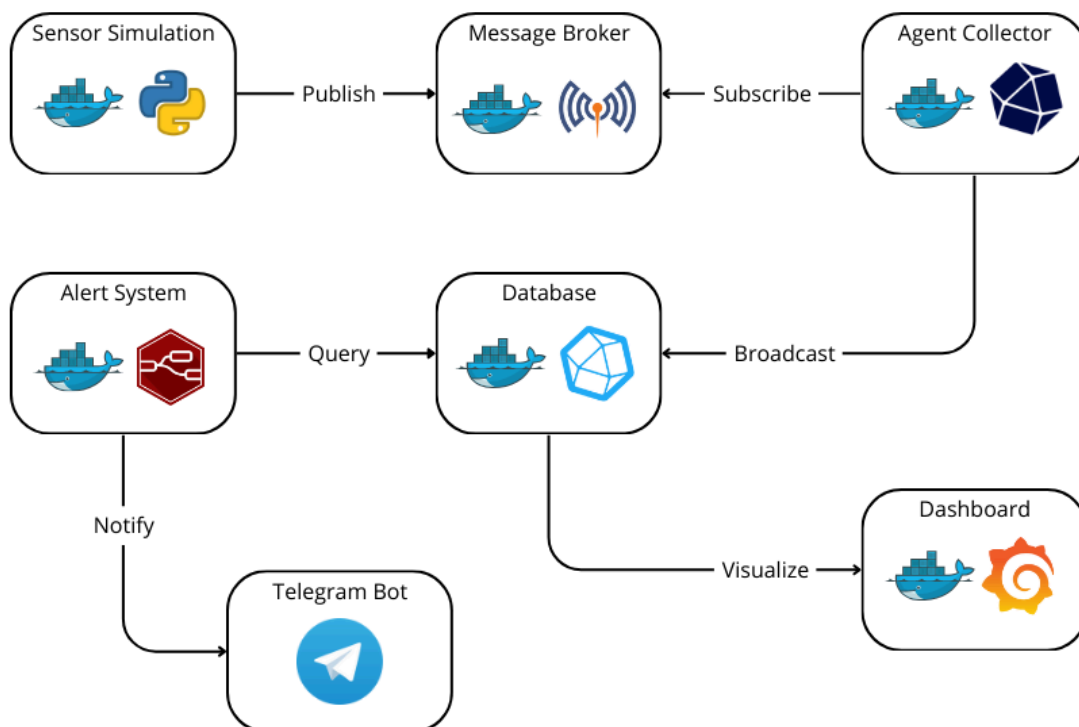 Sensor Simulation
Message Broker
Agent Collector
Publish
Subscribe
Alert System
Database
Query
Broadcast
Dashboard
Notify
Visualize
Telegram Bot